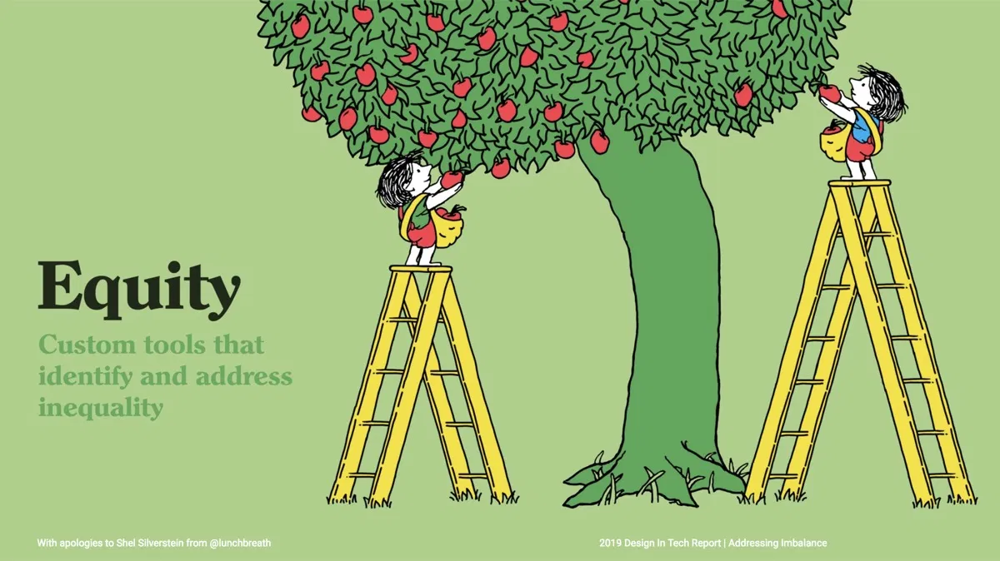 Equity
Custom tools that
identify and address
inequality
With apologies to Shel Silverstein from @lunchbreath
2019 Design In Tech Report | Addressing Imbalance